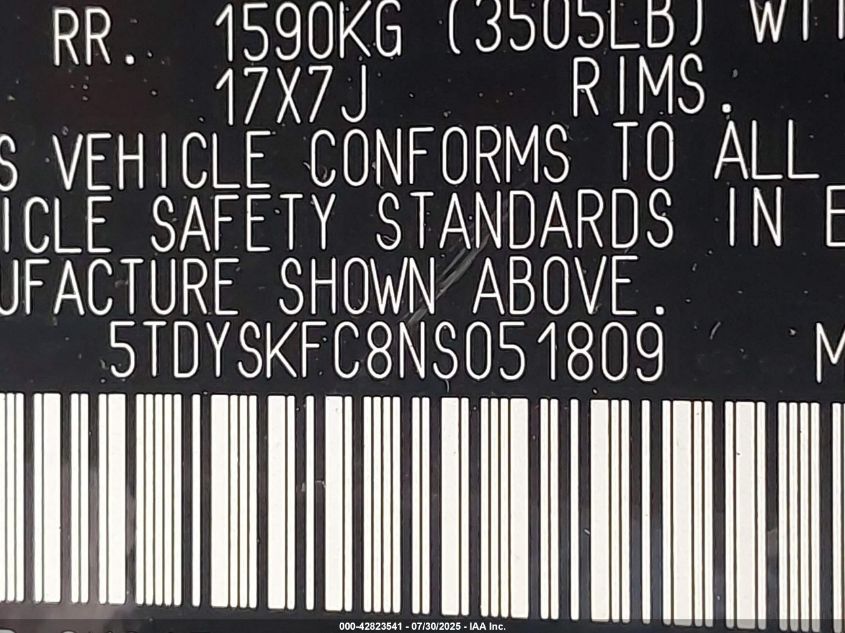 RR. 1590KG (3505LB) WIT
17X7J RIMS.
S VEHICLE CONFORMS TO ALL
ICLE SAFETY STANDARDS IN E
UFACTURE SHOWN ABOVE.
5TDYSKFC8NS051809 M
000-42823541 - 07/30/2025 - IAA Inc.